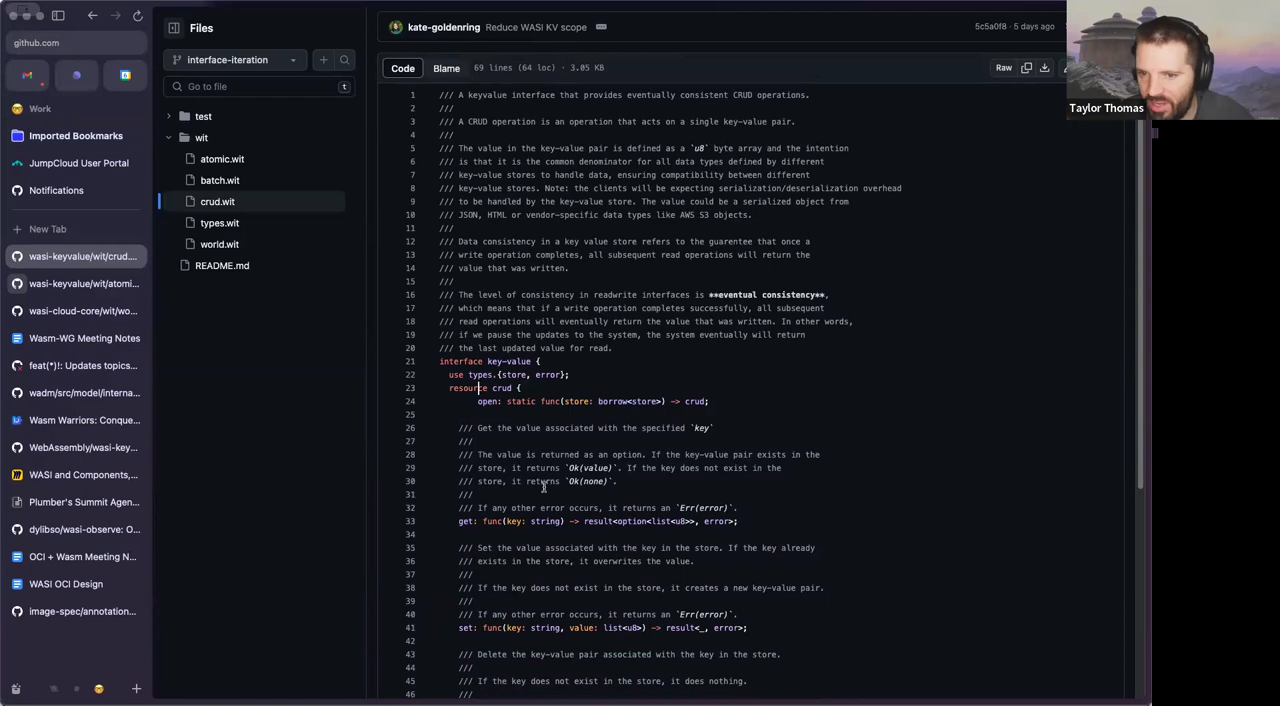 github.com
Work
Imported Bookmarks
JumpCloud User Portal
Notifications
New Tab
wasi-keyvalue/wit/crud....
wasi-keyvalue/wit/atomi...
wasi-cloud-core/wit/wo...
Wasm-WG Meeting Notes
feat(*)!: Updates topics...
wadm/src/model/interna...
Wasm Warriors: Conque...
WebAssembly/wasi-key...
WASI and Components,...
Plumber's Summit Agen...
dylibso/wasi-observe: O...
OCI + Wasm Meeting N...
WASI OCI Design
image-spec/annotation...
Files
interface-iteration
Go to file
t
test
wit
atomic.wit
batch.wit
crud.wit
types.wit
world.wit
README.md
kate-goldenring Reduce WASI KV scope
5c5a0f8 · 5 days ago
Code Blame 69 lines (64 loc) · 3.05 KB
Raw
1 /// A keyvalue interface that provides eventually consistent CRUD operations.
2 ///
3 /// A CRUD operation is an operation that acts on a single key-value pair.
4 ///
5 /// The value in the key-value pair is defined as a `u8` byte array and the intention
6 /// is that it is the common denominator for all data types defined by different
7 /// key-value stores to handle data, ensuring compatibility between different
8 /// key-value stores. Note: the clients will be expecting serialization/deserialization overhead
9 /// to be handled by the key-value store. The value could be a serialized object from
10 /// JSON, HTML or vendor-specific data types like AWS S3 objects.
11 ///
12 /// Data consistency in a key value store refers to the guarentee that once a
13 /// write operation completes, all subsequent read operations will return the
14 /// value that was written.
15 ///
16 /// The level of consistency in readwrite interfaces is **eventual consistency**,
17 /// which means that if a write operation completes successfully, all subsequent
18 /// read operations will eventually return the value that was written. In other words,
19 /// if we pause the updates to the system, the system eventually will return
20 /// the last updated value for read.
21 interface key-value {
22 use types.{store, error};
23 resource crud {
24 open: static func(store: borrow<store>) -> crud;
25
26 /// Get the value associated with the specified `key`
27 ///
28 /// The value is returned as an option. If the key-value pair exists in the
29 /// store, it returns `Ok(value)`. If the key does not exist in the
30 /// store, it returns `Ok(none)`.
31 ///
32 /// If any other error occurs, it returns an `Err(error)`.
33 get: func(key: string) -> result<option<list<u8>>, error>;
34
35 /// Set the value associated with the key in the store. If the key already
36 /// exists in the store, it overwrites the value.
37 ///
38 /// If the key does not exist in the store, it creates a new key-value pair.
39 ///
40 /// If any other error occurs, it returns an `Err(error)`.
41 set: func(key: string, value: list<u8>) -> result<_, error>;
42
43 /// Delete the key-value pair associated with the key in the store.
44 ///
45 /// If the key does not exist in the store, it does nothing.
46 ///
Taylor Thomas